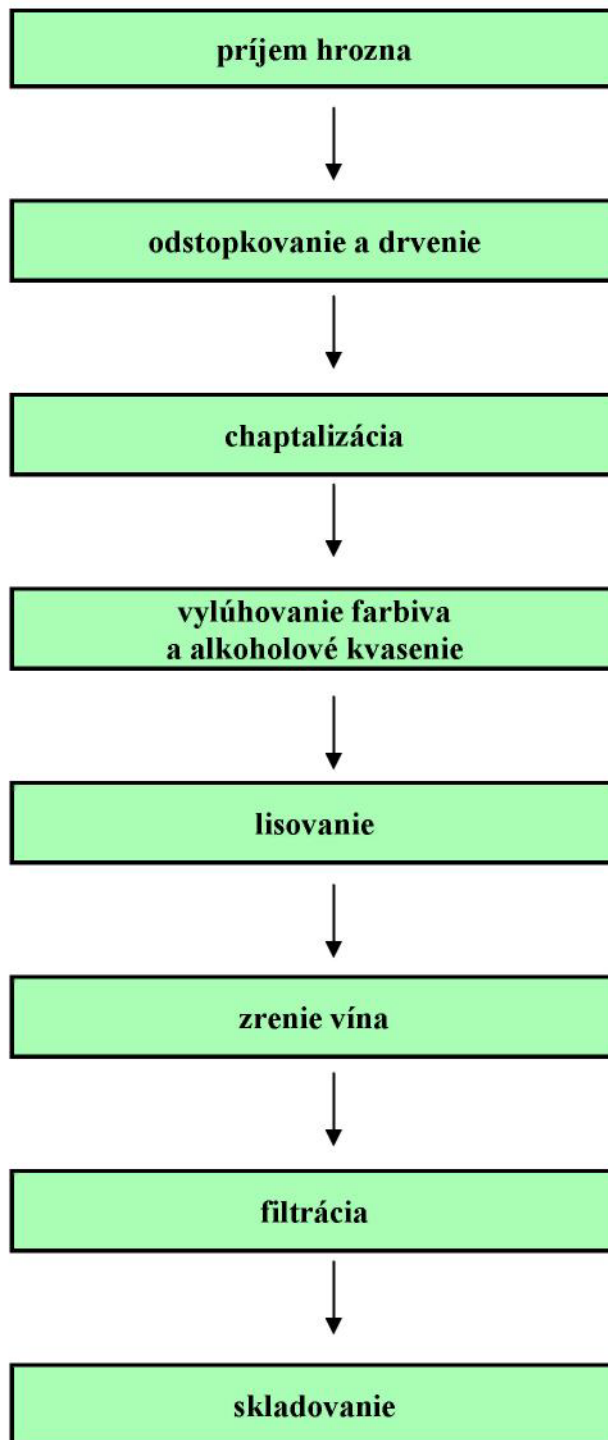 príjem hrozna
odstopkovanie a drvenie
chaptalizácia
vylúhovanie farbiva
a alkoholové kvasenie
lisovanie
zrenie vína
filtrácia
skladovanie